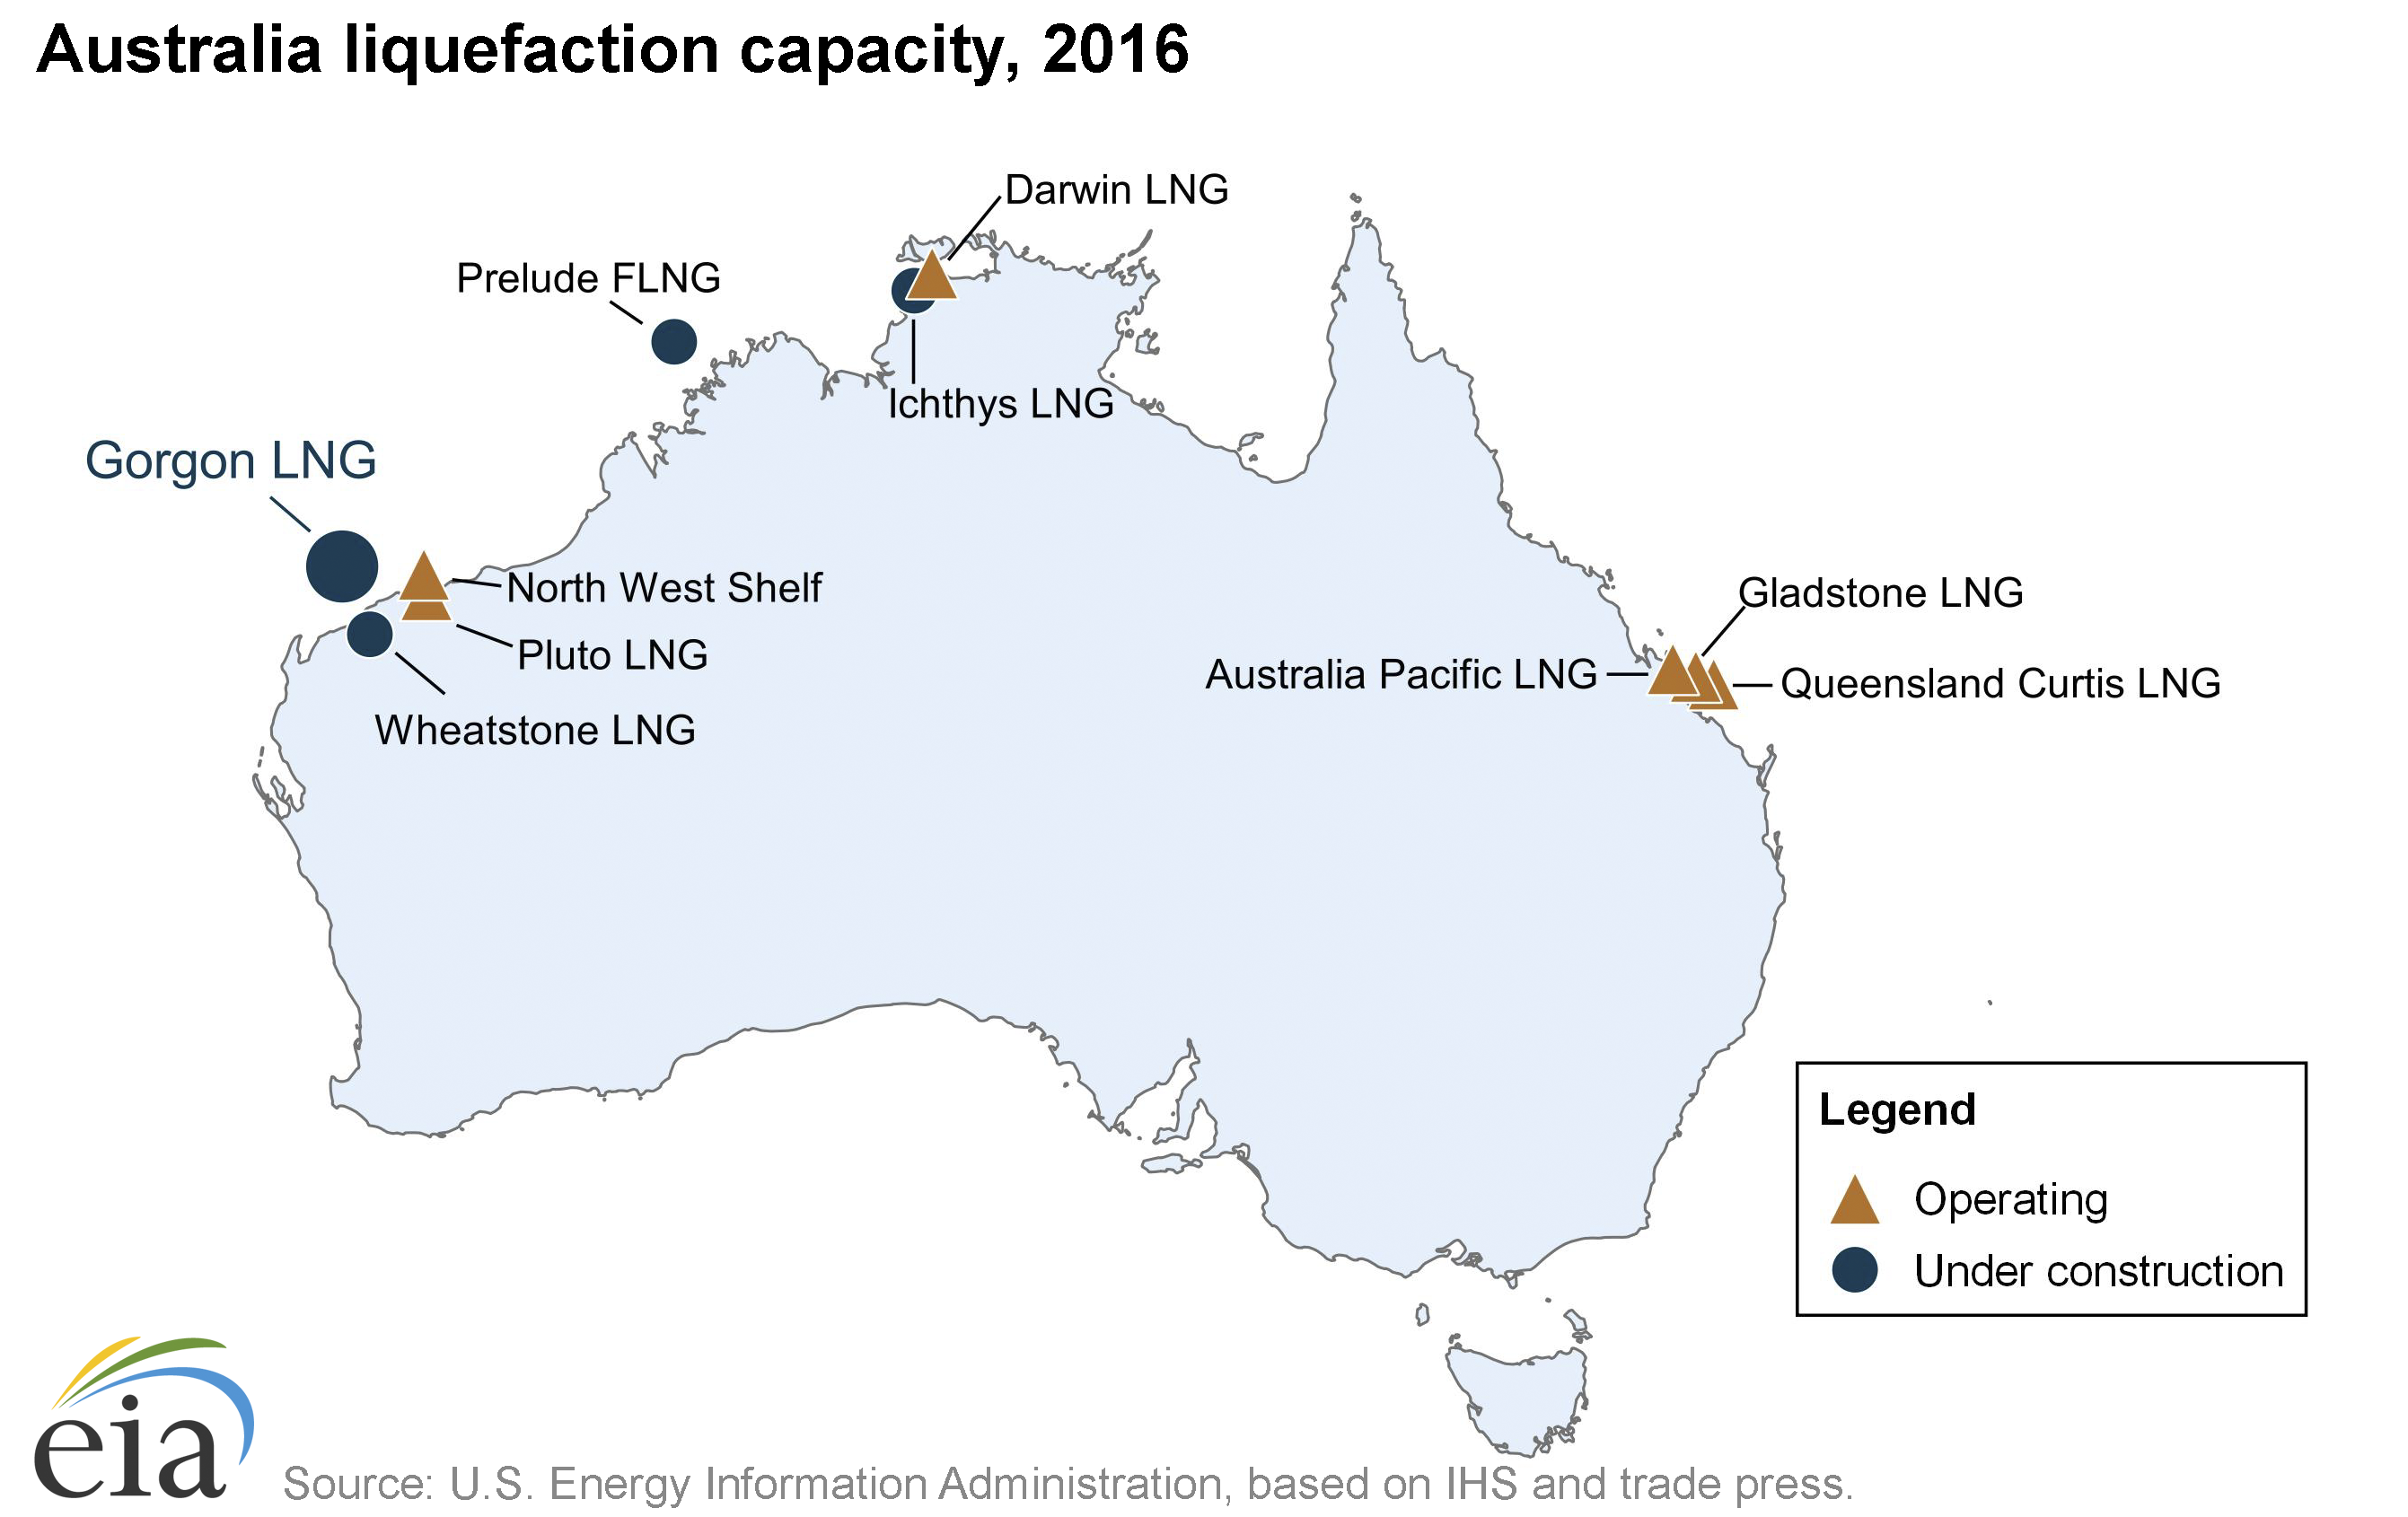 Australia liquefaction capacity, 2016
Darwin LNG
Prelude FLNG
Ichthys LNG
Gorgon LNG
North West Shelf
Pluto LNG
Wheatstone LNG
Gladstone LNG
Australia Pacific LNG
Queensland Curtis LNG
Legend
Operating
Under construction
eia
Source: U.S. Energy Information Administration, based on IHS and trade press.